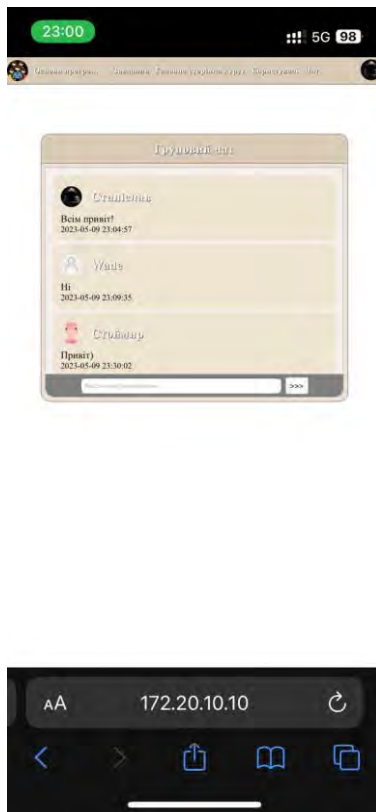 23:00
5G 98
Груповий чат
Станіслав
Всім привіт!
2023-05-09 23:04:57
Wade
Hi
2023-05-09 23:09:35
Стоймир
Привіт)
2023-05-09 23:30:02
>>>
AA 172.20.10.10